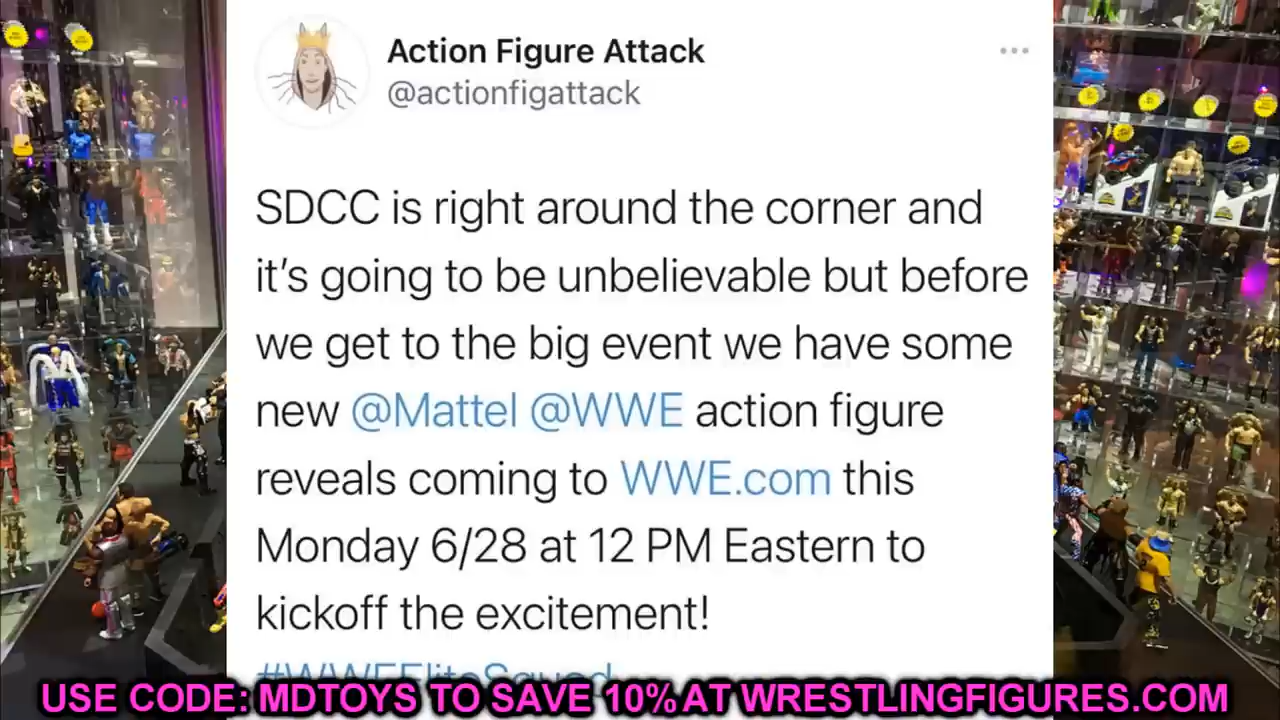 Action Figure Attack
@actionfigattack
SDCC is right around the corner and
it's going to be unbelievable but before
we get to the big event we have some
new @Mattel @WWE action figure
reveals coming to WWE.com this
Monday 6/28 at 12 PM Eastern to
kickoff the excitement!
#WWEEliteSquad
USE CODE: MDTOYS TO SAVE 10% AT WRESTLINGFIGURES.COM